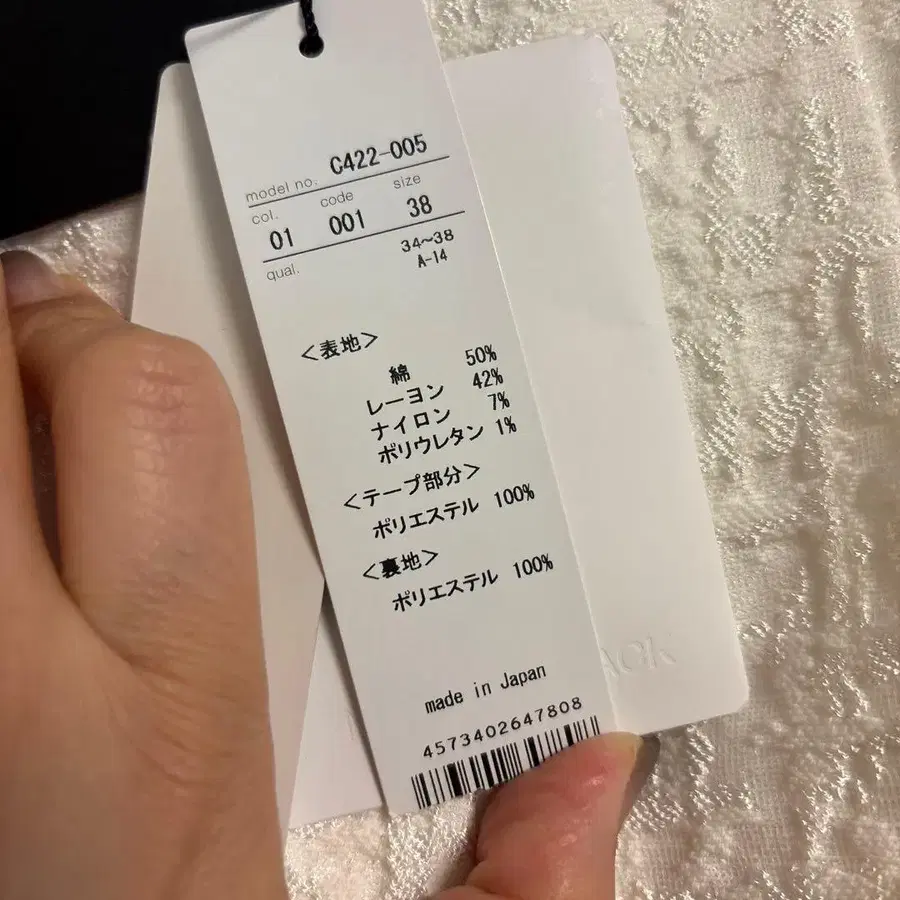 model no. C422-005
col. code size
01 001 38
qual. 34~38
A-14
<表地>
綿 50%
レーヨン 42%
ナイロン 7%
ポリウレタン 1%
<テープ部分>
ポリエステル 100%
<裏地>
ポリエステル 100%
made in Japan
4573402647808